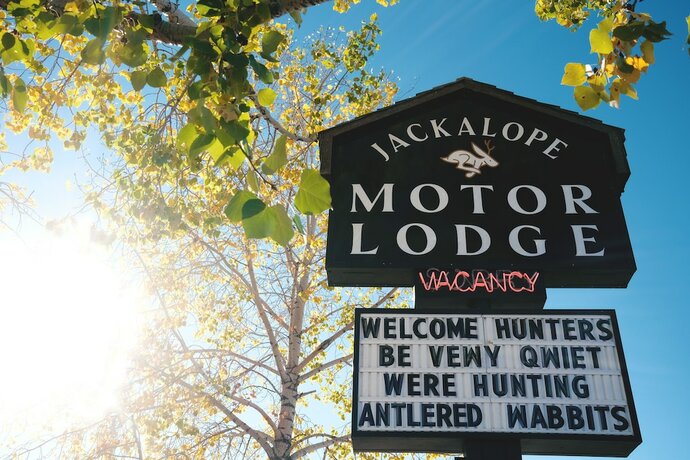 JACKALOPE
MOTOR
LODGE
VACANCY
WELCOME HUNTERS
BE VEWY QWIET
WERE HUNTING
ANTLERED WABBITS